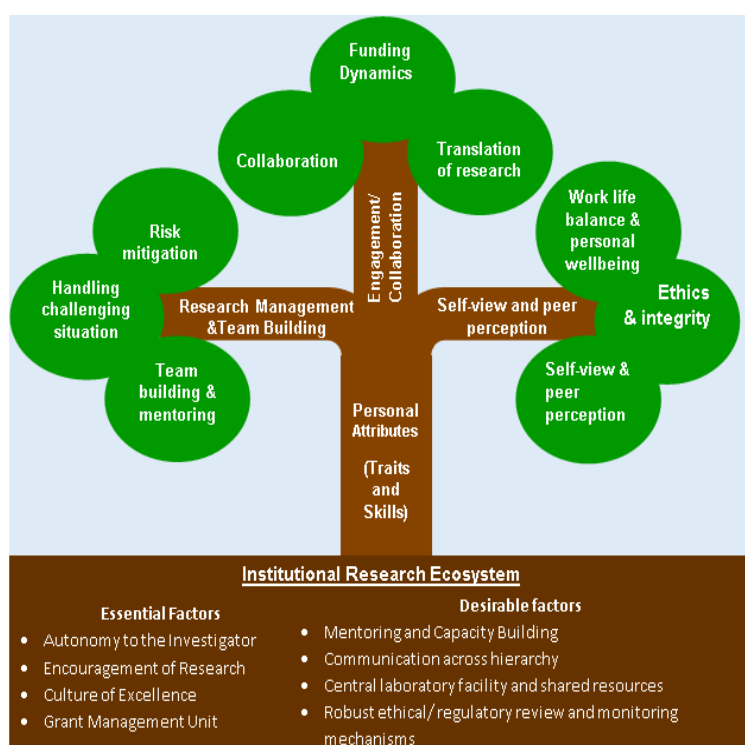 Funding
Dynamics
Collaboration
Translation
of research
Engagement/
Collaboration
Risk
mitigation
Handling
challenging
situation
Team
building &
mentoring
Research Management
&Team Building
Self-view and peer
perception
Work life
balance &
personal
wellbeing
Ethics
& integrity
Self-view &
peer
perception
Personal
Attributes
(Traits
and
Skills)
Institutional Research Ecosystem
Essential Factors
• Autonomy to the Investigator
• Encouragement of Research
• Culture of Excellence
• Grant Management Unit
Desirable factors
• Mentoring and Capacity Building
• Communication across hierarchy
• Central laboratory facility and shared resources
• Robust ethical/ regulatory review and monitoring
mechanisms